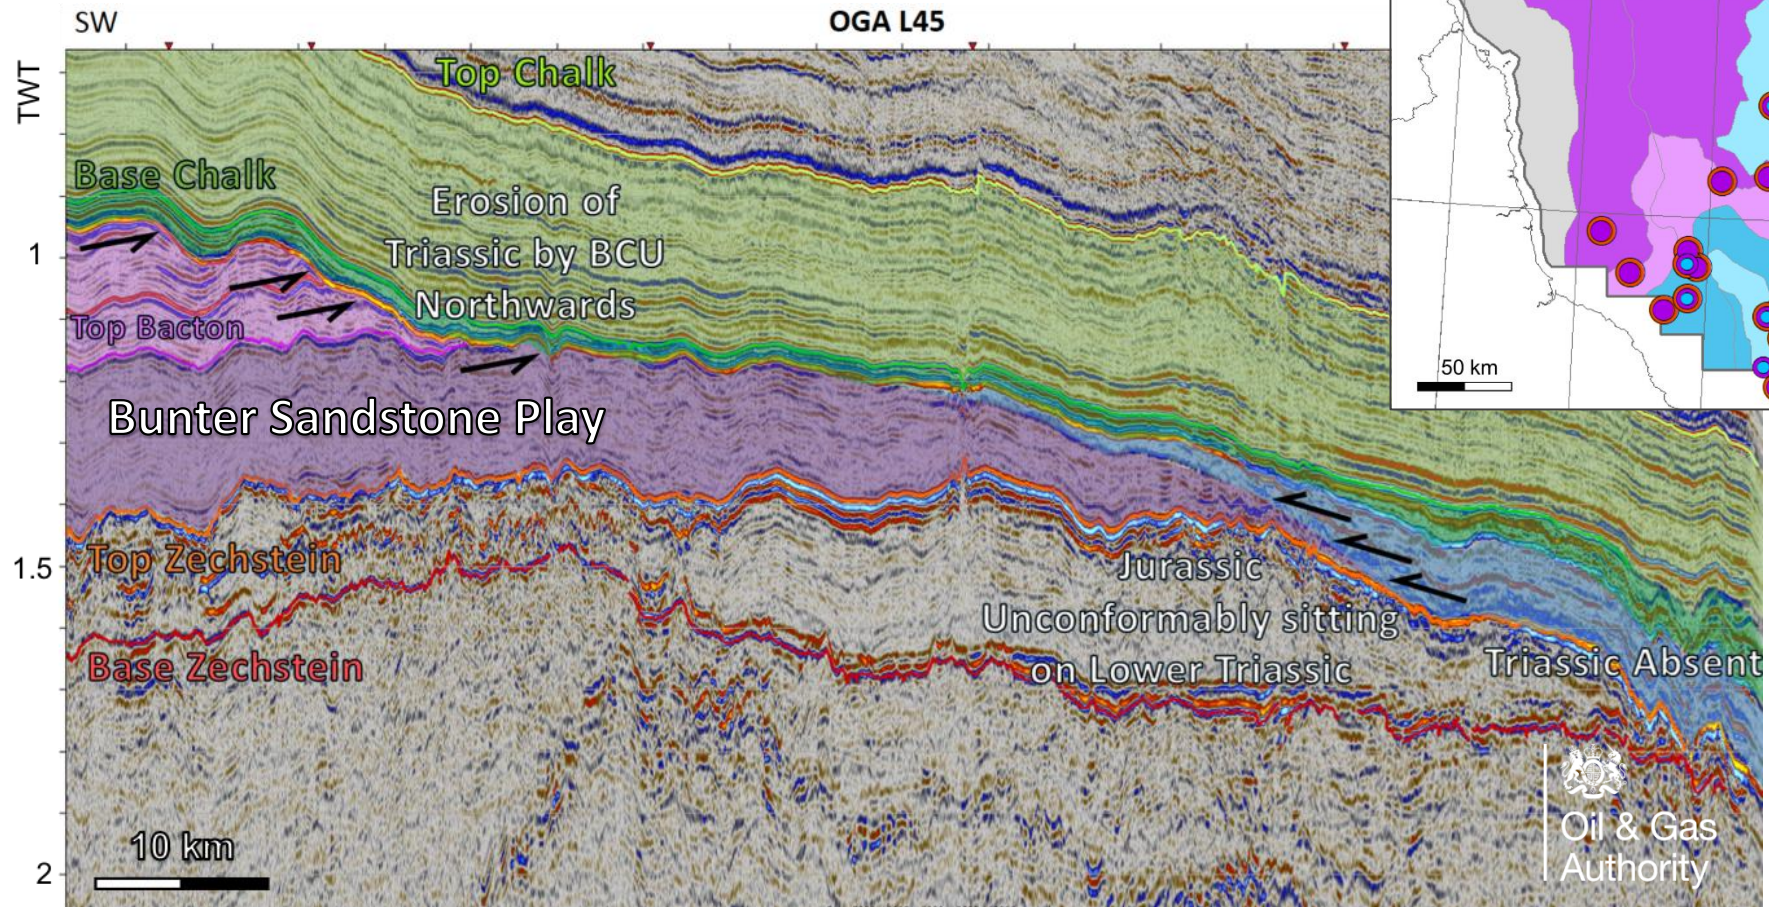 SW
OGA L45
TWT
Top Chalk
Base Chalk
Erosion of
Triassic by BCU
Northwards
1
Top Bacton
50 km
Bunter Sandstone Play
1.5
Top Zechstein
Jurassic
Unconformably sitting
on Lower Triassic
Base Zechstein
Triassic Absent
10 km
2
Oil & Gas
Authority